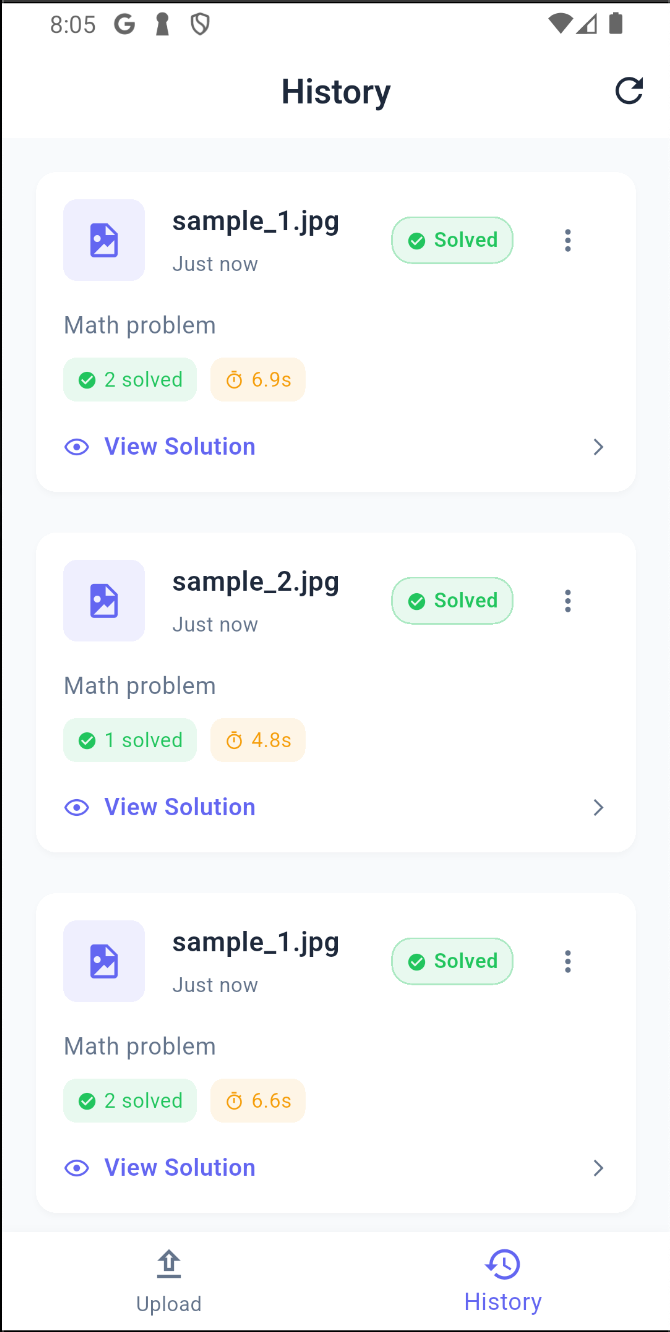 8:05
History
sample_1.jpg
Solved
Just now
Math problem
2 solved
6.9s
View Solution
sample_2.jpg
Solved
Just now
Math problem
1 solved
4.8s
View Solution
sample_1.jpg
Solved
Just now
Math problem
2 solved
6.6s
View Solution
Upload
History